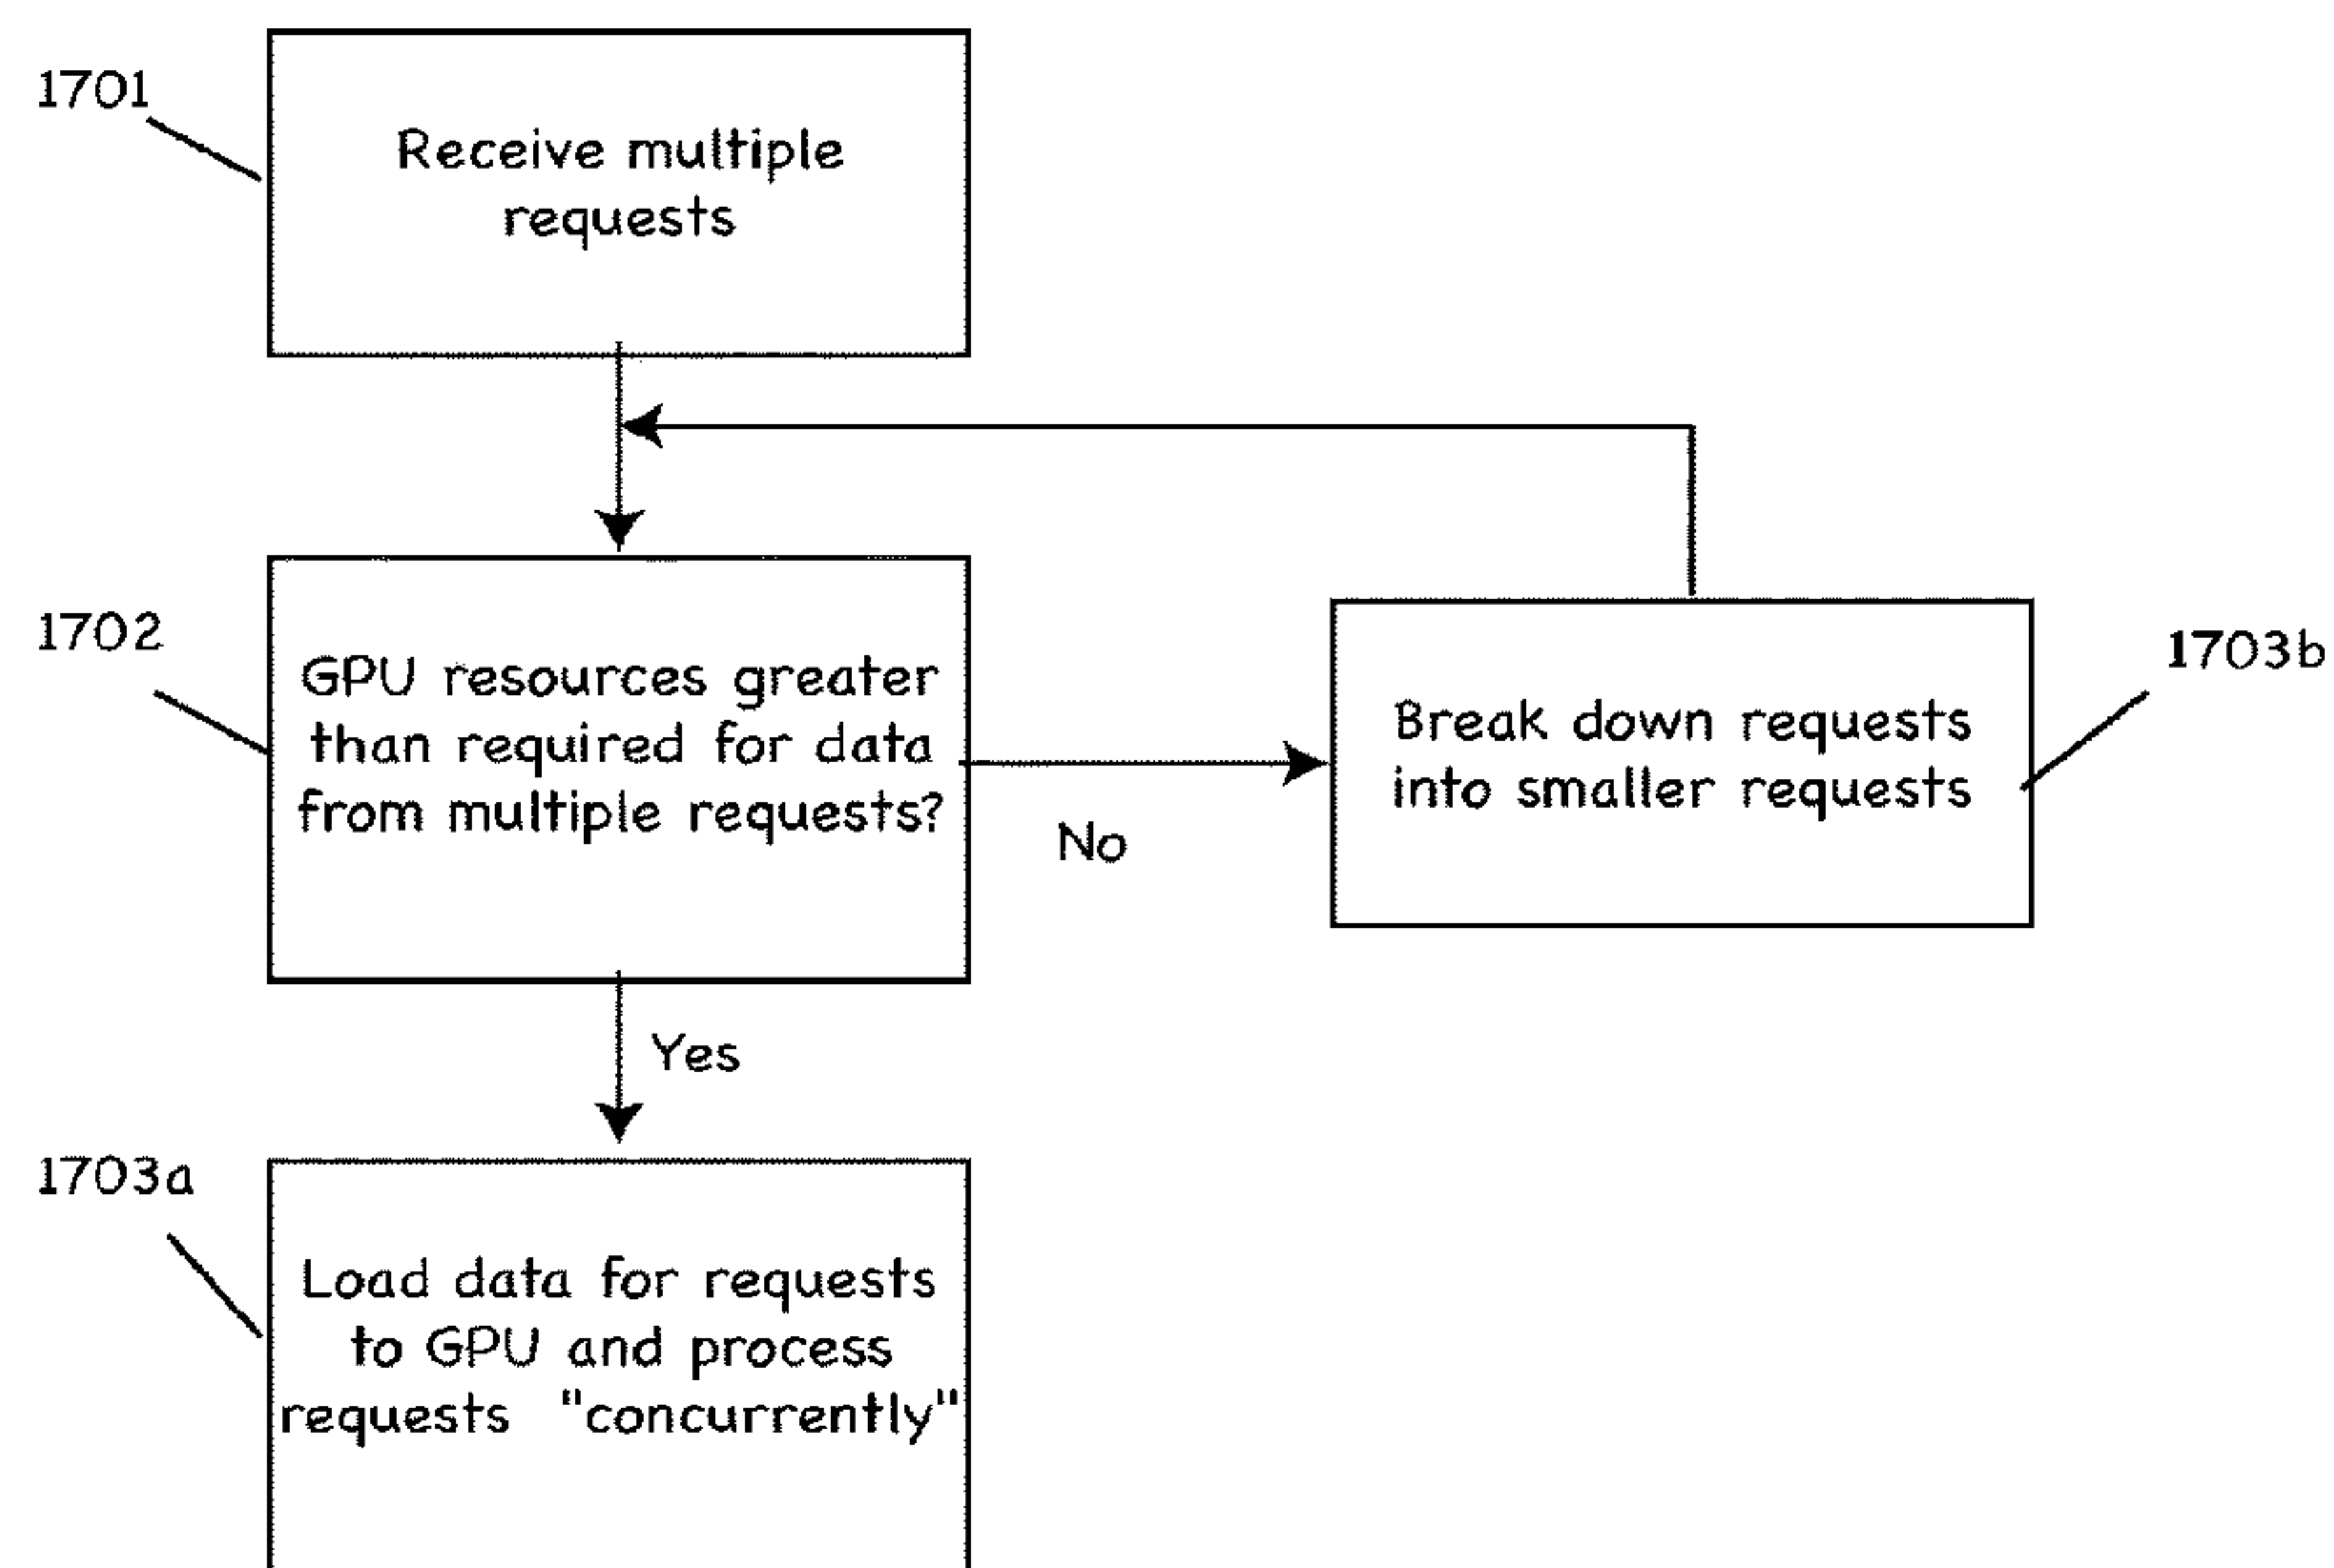 1701
Receive multiple
requests
1702
GPU resources greater
than required for data
from multiple requests?
No
Break down requests
into smaller requests
1703b
Yes
1703a
Load data for requests
to GPU and process
requests "concurrently"